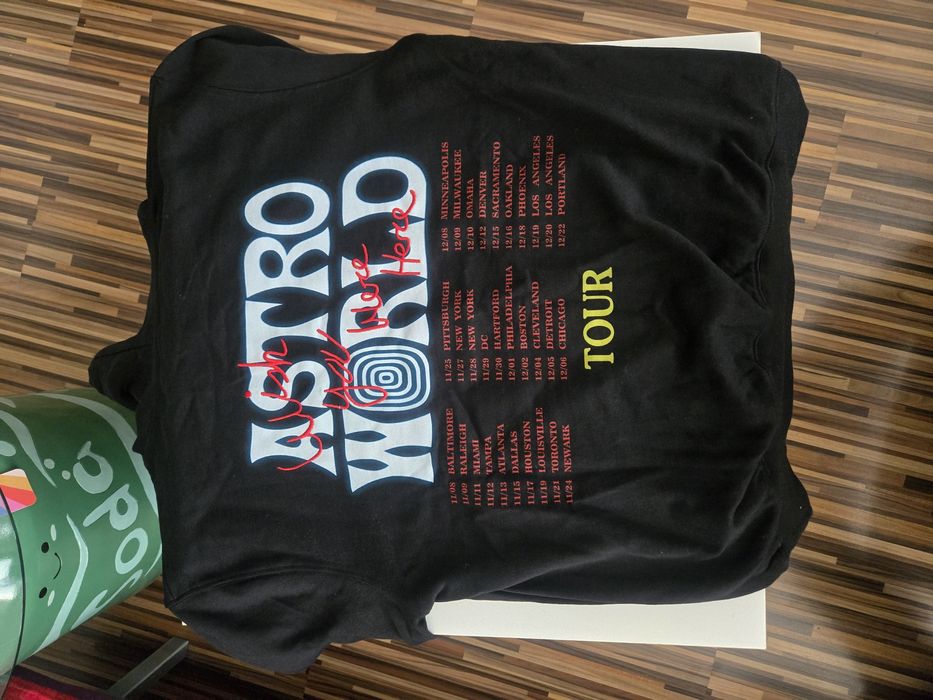 ASTRO
WORLD
Wish
You Were
Here
11/08 BALTIMORE
11/09 RALEIGH
11/11 MIAMI
11/12 TAMPA
11/13 ATLANTA
11/15 DALLAS
11/17 HOUSTON
11/19 LOUISVILLE
11/21 TORONTO
11/24 NEWARK
11/25 PITTSBURGH
11/27 NEW YORK
11/28 NEW YORK
11/29 DC
11/30 HARTFORD
12/01 PHILADELPHIA
12/02 BOSTON
12/04 CLEVELAND
12/05 DETROIT
12/06 CHICAGO
12/08 MINNEAPOLIS
12/09 MILWAUKEE
12/10 OMAHA
12/12 DENVER
12/15 SACRAMENTO
12/16 OAKLAND
12/18 PHOENIX
12/19 LOS ANGELES
12/20 LOS ANGELES
12/22 PORTLAND
TOUR